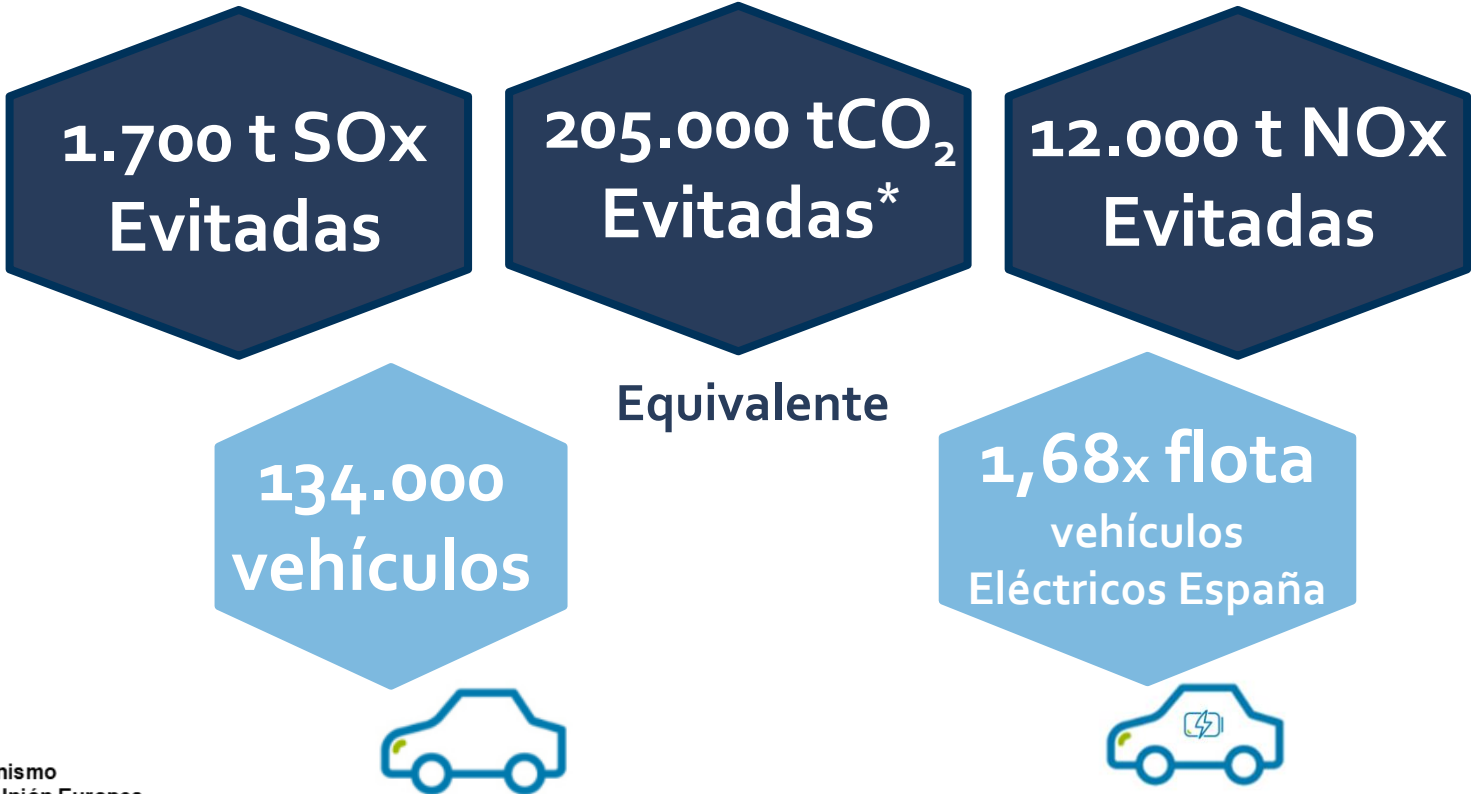 1.700 t SOx
Evitadas
205.000 tCO₂
Evitadas*
12.000 t NOx
Evitadas
Equivalente
134.000
vehículos
1,68x flota
vehículos
Eléctricos España